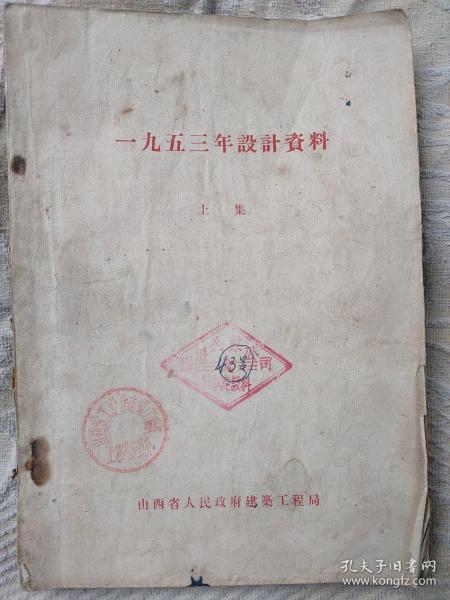 一九五三年設計資料
上 集
43
山西省人民政府建築工程局
孔夫子旧书网
www.kongfz.com